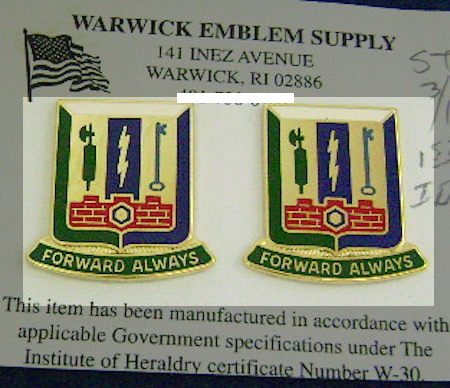 WARWICK EMBLEM SUPPLY
141 INEZ AVENUE
WARWICK, RI 02886
FORWARD ALWAYS
FORWARD ALWAYS
This item has been manufactured in accordance with
applicable Government specifications under The
Institute of Heraldry certificate Number W-30.